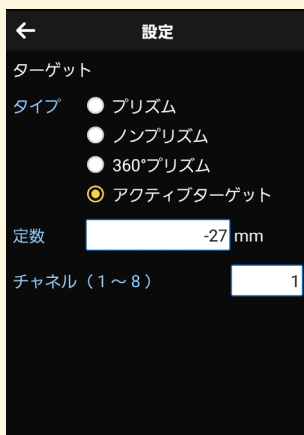 ← 設定
ターゲット
タイプ プリズム
ノンプリズム
360°プリズム
アクティブターゲット
定数 -27 mm
チャネル（1～8） 1